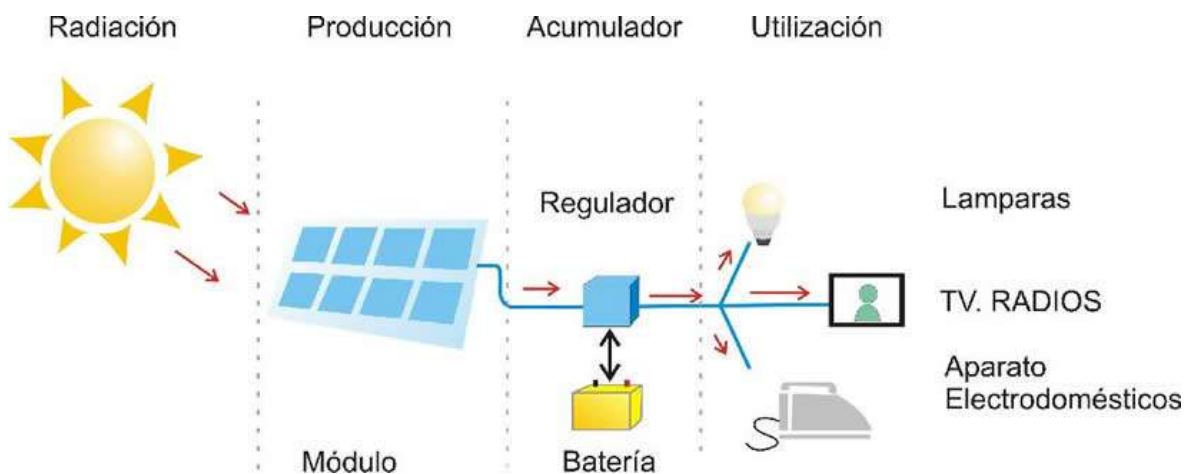 Radiación
Producción
Acumulador
Utilización
Regulador
Lamparas
TV. RADIOS
Aparato
Electrodomésticos
Módulo
Batería